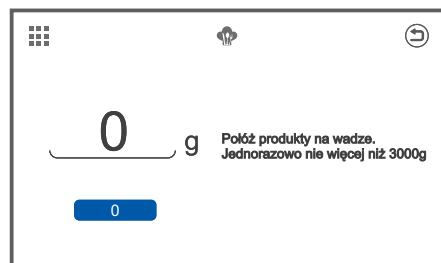 0 g
Połóż produkty na wadze.
Jednorazowo nie więcej niż 3000g
0